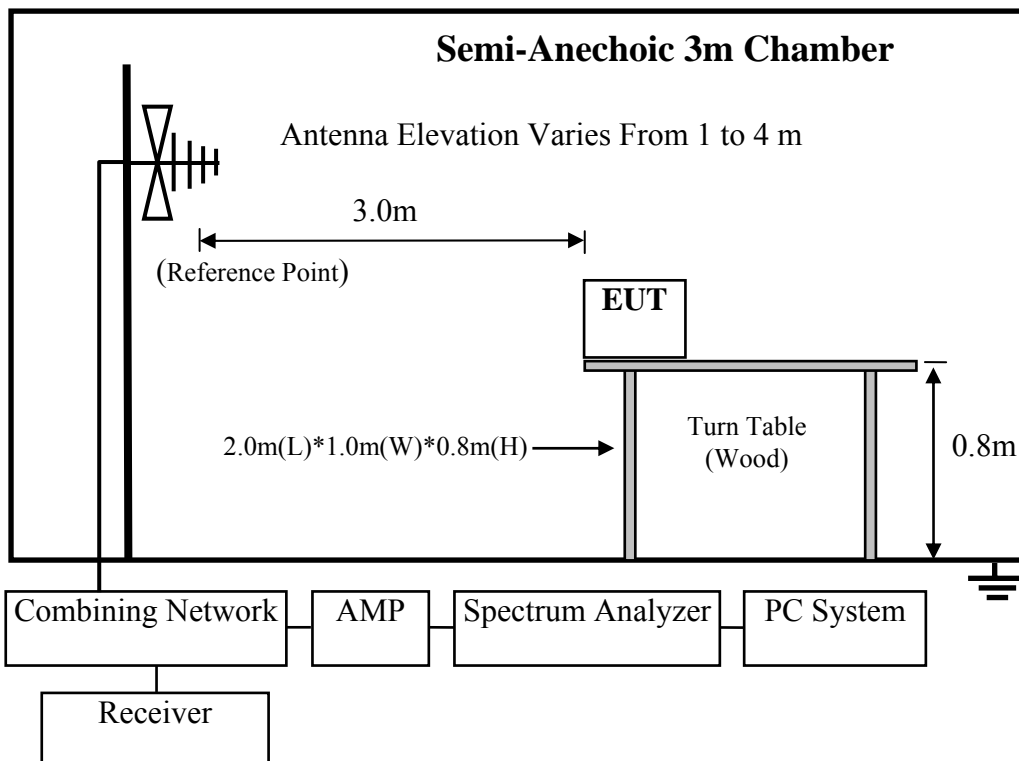 Semi-Anechoic 3m Chamber
Antenna Elevation Varies From 1 to 4 m
3.0m
(Reference Point)
EUT
2.0m(L)*1.0m(W)*0.8m(H)
Turn Table
(Wood)
0.8m
Combining Network
AMP
Spectrum Analyzer
PC System
Receiver